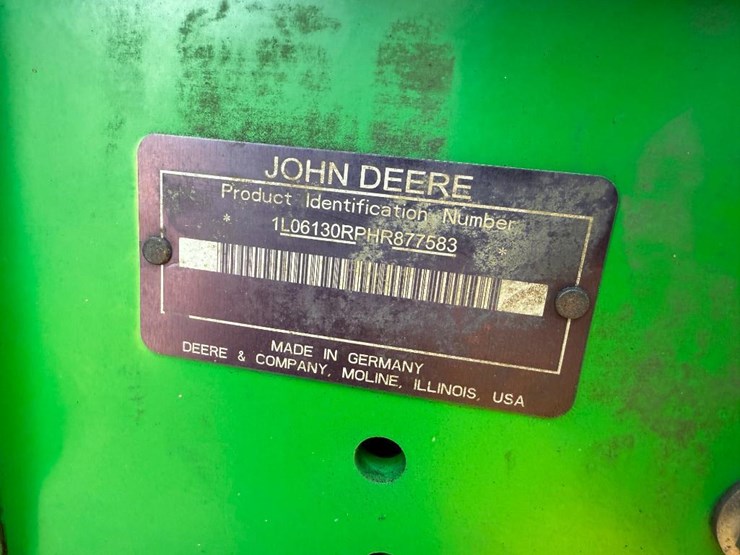 JOHN DEERE
Product Identification Number
* 1L06130RPHR877583 *
MADE IN GERMANY
DEERE & COMPANY, MOLINE, ILLINOIS, USA